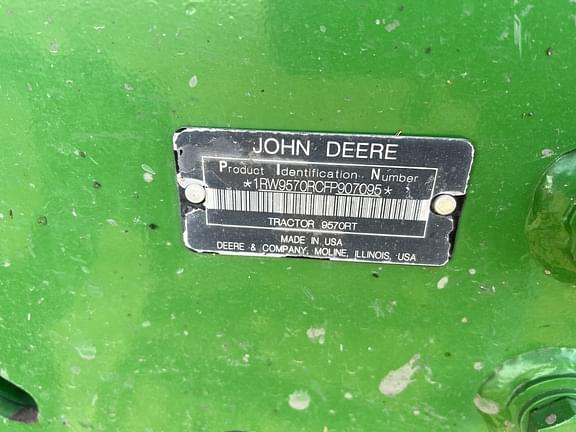 JOHN DEERE
Product Identification Number
*1RW9570RCFP907095*
TRACTOR 9570RT
MADE IN USA
DEERE & COMPANY, MOLINE, ILLINOIS, USA